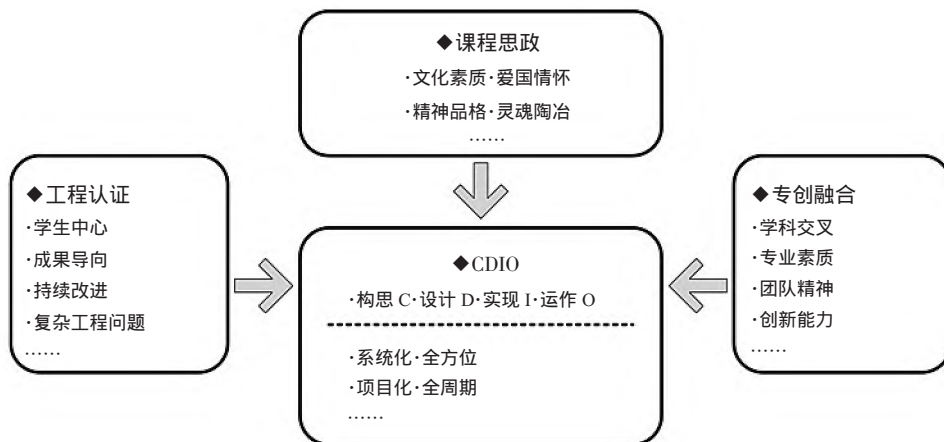 ◆课程思政
·文化素质·爱国情怀
·精神品格·灵魂陶冶
……
◆工程认证
·学生中心
·成果导向
·持续改进
·复杂工程问题
……
◆CDIO
·构思 C·设计 D·实现 I·运作 O
·系统化·全方位
·项目化·全周期
……
◆专创融合
·学科交叉
·专业素质
·团队精神
·创新能力
……